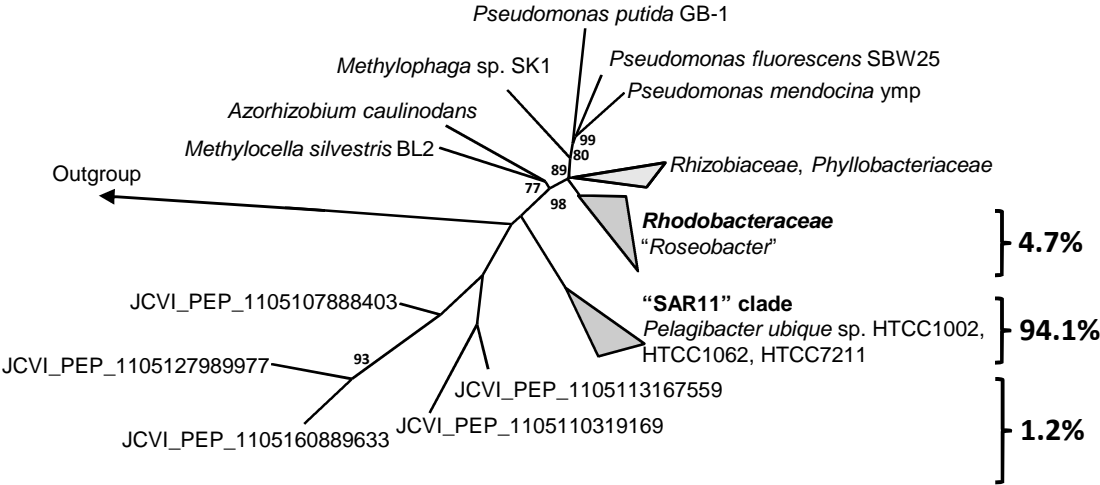 Pseudomonas putida GB-1
Pseudomonas fluorescens SBW25
Methylophaga sp. SK1
Pseudomonas mendocina ymp
Azorhizobium caulinodans
99
80
Methylocella silvestris BL2
89
Rhizobiaceae, Phyllobacteriaceae
Outgroup
77
98
Rhodobacteraceae
“Roseobacter”
4.7%
JCVI_PEP_1105107888403
“SAR11” clade
Pelagibacter ubique sp. HTCC1002,
HTCC1062, HTCC7211
94.1%
93
JCVI_PEP_1105127989977
JCVI_PEP_1105113167559
JCVI_PEP_1105110319169
JCVI_PEP_1105160889633
1.2%